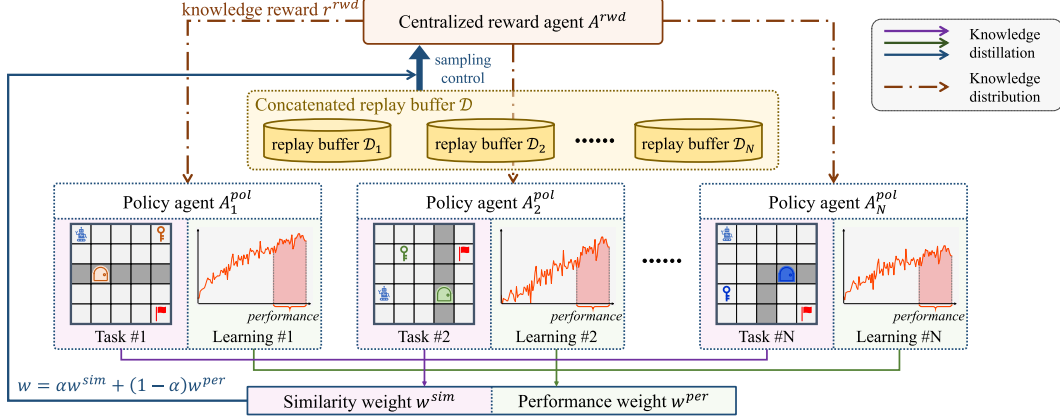 knowledge reward r^{rwd}
Centralized reward agent A^{rwd}
sampling
control
Knowledge
distillation
Knowledge
distribution
Concatenated replay buffer 𝒟
replay buffer 𝒟_1
replay buffer 𝒟_2
......
replay buffer 𝒟_N
Policy agent A_1^{pol}
Policy agent A_2^{pol}
Policy agent A_N^{pol}
......
performance
performance
performance
Task #1
Learning #1
Task #2
Learning #2
Task #N
Learning #N
w = αw^{sim} + (1 − α)w^{per}
Similarity weight w^{sim}
Performance weight w^{per}